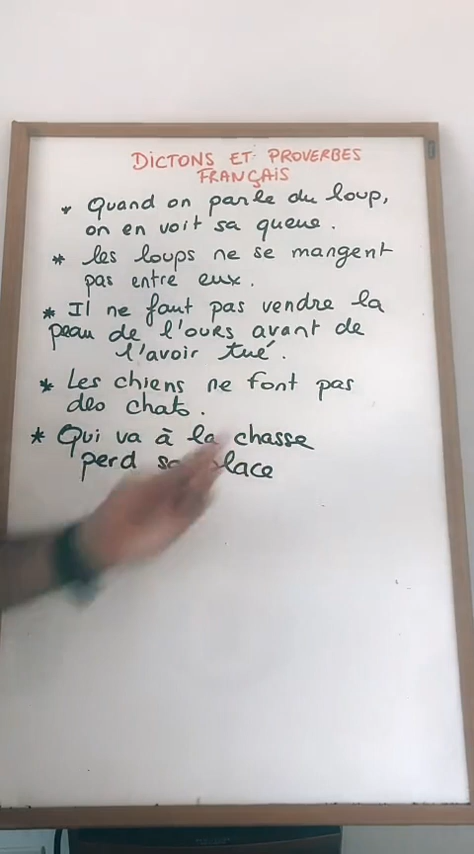 DICTONS ET PROVERBES
FRANÇAIS
* Quand on parle du loup,
on en voit sa queue.
* les loups ne se mangent
pas entre eux.
* Il ne faut pas vendre la
peau de l'ours avant de
l'avoir tué.
* Les chiens ne font pas
des chats.
* Qui va à la chasse
perd sa place